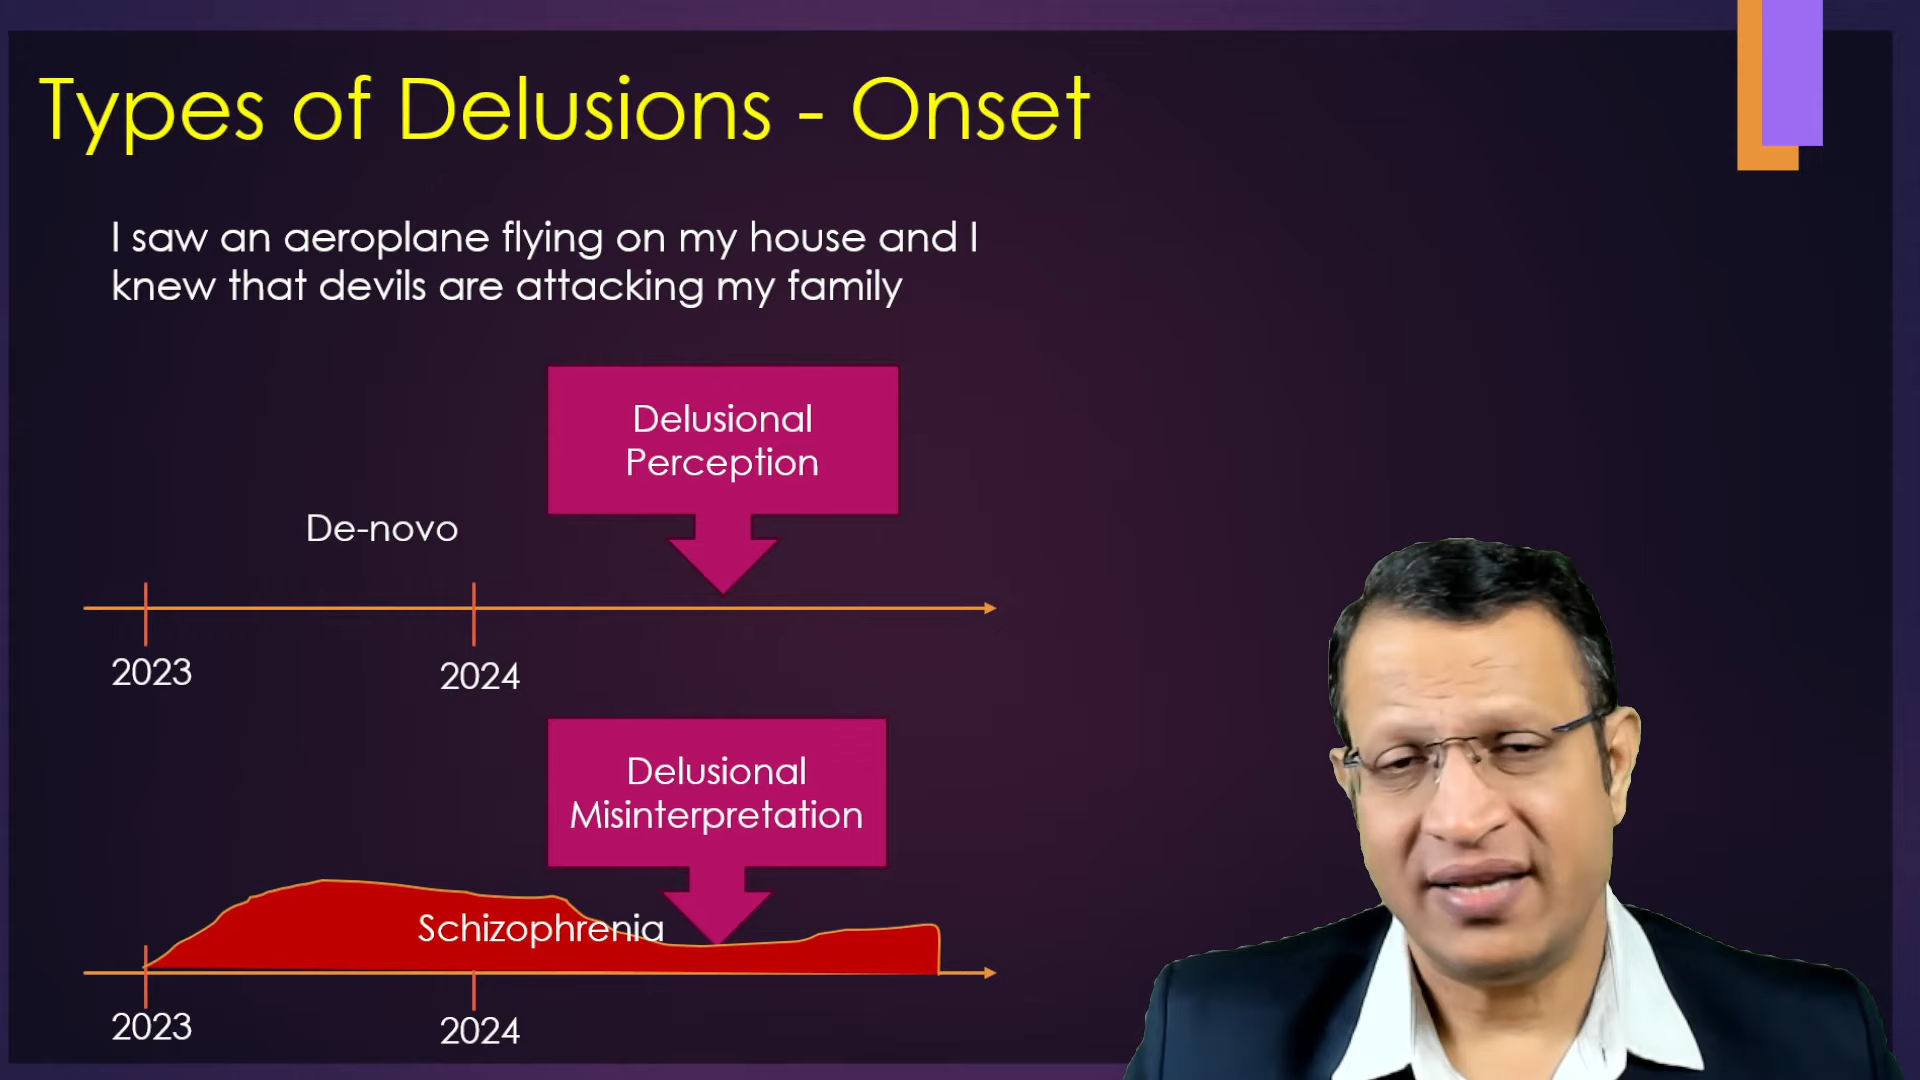 Types of Delusions - Onset
I saw an aeroplane flying on my house and I
knew that devils are attacking my family
Delusional
Perception
De-novo
2023
2024
Delusional
Misinterpretation
Schizophrenia
2023
2024